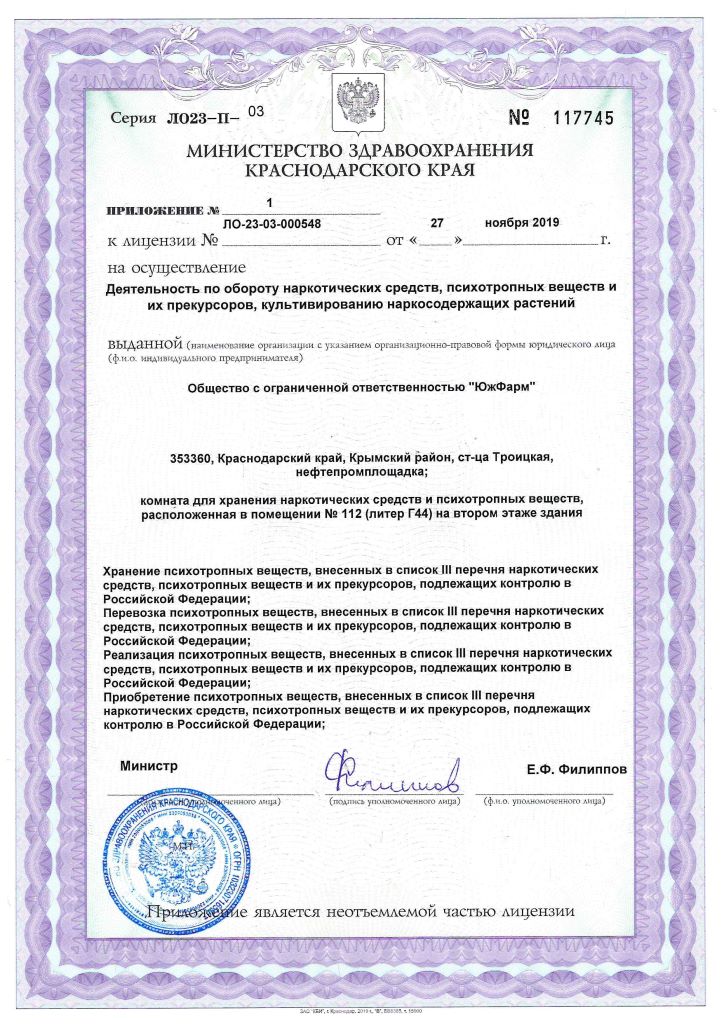 Серия ЛО23-П- 03
№ 117745
МИНИСТЕРСТВО ЗДРАВООХРАНЕНИЯ
КРАСНОДАРСКОГО КРАЯ
ПРИЛОЖЕНИЕ № 1
к лицензии № ЛО-23-03-000548 от «27» ноября 2019 г.
на осуществление
Деятельность по обороту наркотических средств, психотропных веществ и
их прекурсоров, культивированию наркосодержащих растений
выданной (наименование организации с указанием организационно-правовой формы юридического лица
(ф.и.о. индивидуального предпринимателя)
Общество с ограниченной ответственностью "ЮжФарм"
353360, Краснодарский край, Крымский район, ст-ца Троицкая,
нефтепромплощадка;
комната для хранения наркотических средств и психотропных веществ,
расположенная в помещении № 112 (литер Г44) на втором этаже здания
Хранение психотропных веществ, внесенных в список III перечня наркотических
средств, психотропных веществ и их прекурсоров, подлежащих контролю в
Российской Федерации;
Перевозка психотропных веществ, внесенных в список III перечня наркотических
средств, психотропных веществ и их прекурсоров, подлежащих контролю в
Российской Федерации;
Реализация психотропных веществ, внесенных в список III перечня наркотических
средств, психотропных веществ и их прекурсоров, подлежащих контролю в
Российской Федерации;
Приобретение психотропных веществ, внесенных в список III перечня
наркотических средств, психотропных веществ и их прекурсоров, подлежащих
контролю в Российской Федерации;
Министр
Е.Ф. Филиппов
уполномоченного лица)
(подпись уполномоченного лица)
(ф.и.о. уполномоченного лица)
ЗДРАВООХРАНЕНИЯ КРАСНОДАРСКОГО КРАЯ
М.П.
Приложение является неотъемлемой частью лицензии